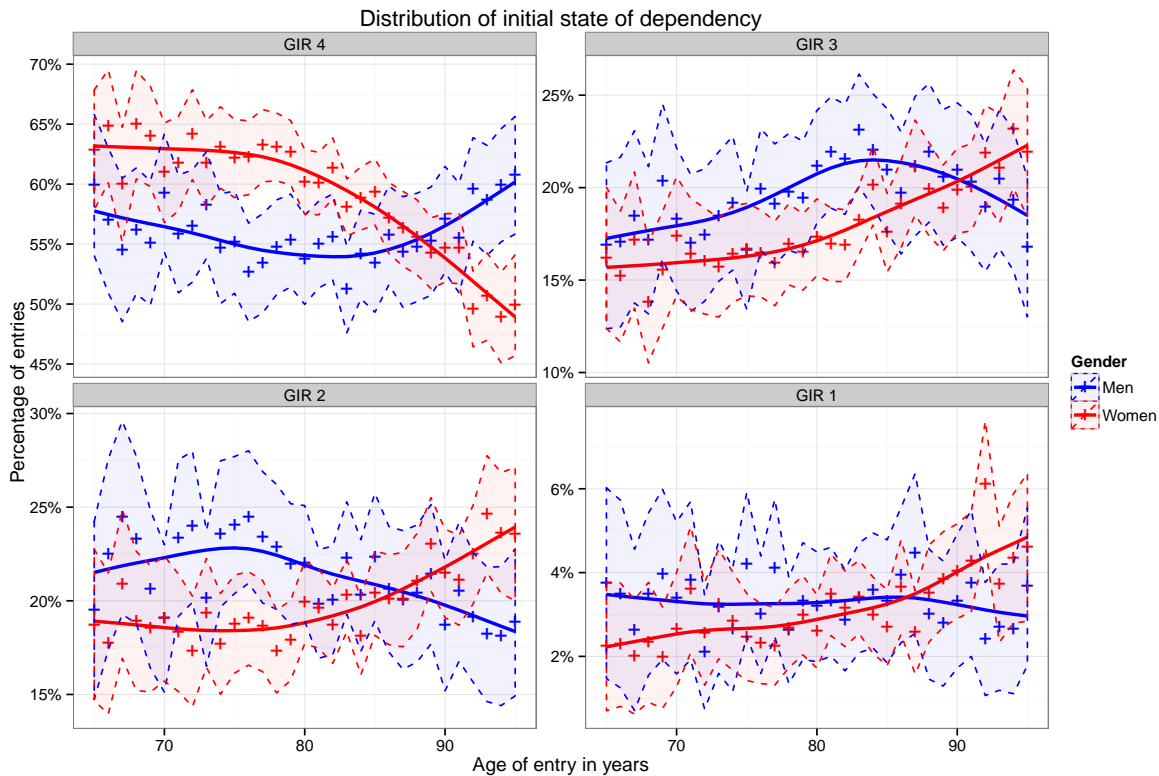 Distribution of initial state of dependency
GIR 4
GIR 3
70%
65%
60%
55%
50%
45%
25%
20%
15%
10%
GIR 2
GIR 1
30%
25%
20%
15%
6%
4%
2%
70 80 90
70 80 90
Percentage of entries
Age of entry in years
Gender
Men
Women